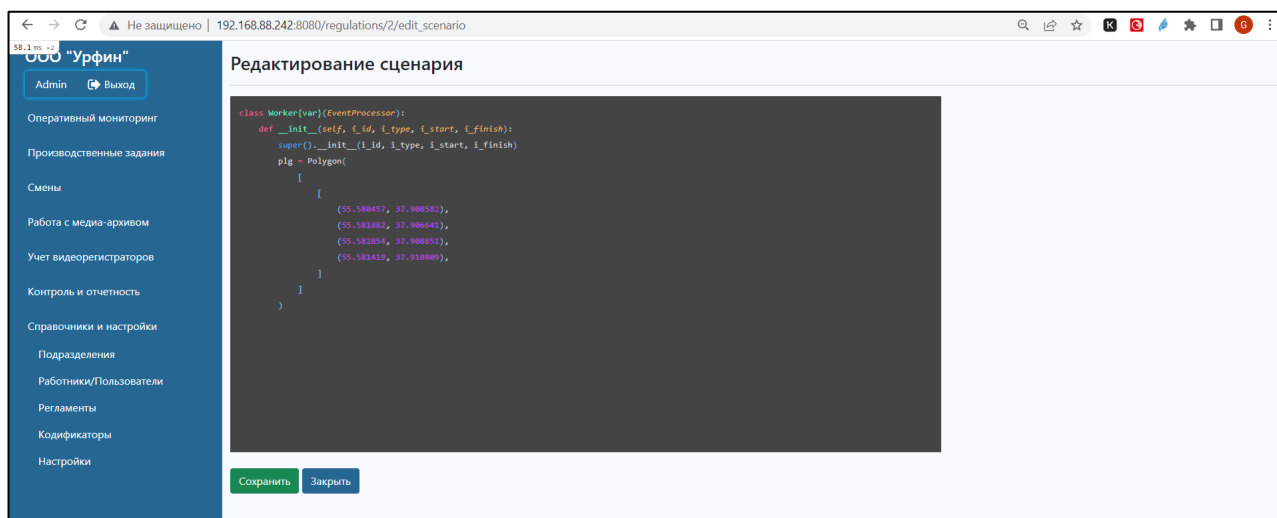 Не защищено | 192.168.88.242:8080/regulations/2/edit_scenario
58.1 ms ×2
ООО "Урфин"
Admin Выход
Оперативный мониторинг
Производственные задания
Смены
Работа с медиа-архивом
Учет видеорегистраторов
Контроль и отчетность
Справочники и настройки
Подразделения
Работники/Пользователи
Регламенты
Кодификаторы
Настройки
Редактирование сценария
class Worker{var}(EventProcessor):
def __init__(self, i_id, i_type, i_start, i_finish):
super().__init__(i_id, i_type, i_start, i_finish)
plg = Polygon(
[
[
(55.580457, 37.908582),
(55.581882, 37.906641),
(55.582854, 37.908851),
(55.581419, 37.910809),
]
]
)
Сохранить Закрыть